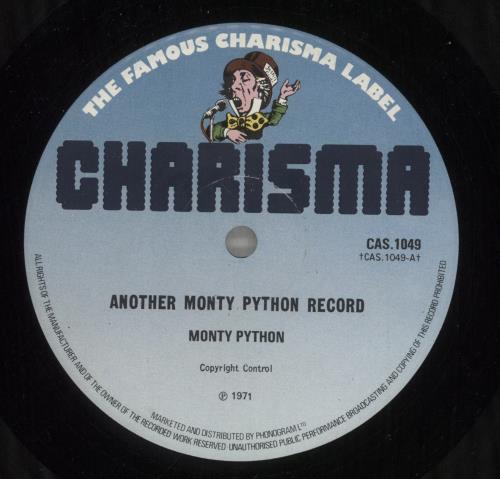 THE FAMOUS CHARISMA LABEL
CHARISMA
CAS.1049
†CAS.1049-A†
ANOTHER MONTY PYTHON RECORD
MONTY PYTHON
Copyright Control
℗ 1971
ALL RIGHTS OF THE MANUFACTURER AND OF THE OWNER OF THE RECORDED WORK RESERVED · UNAUTHORISED PUBLIC PERFORMANCE BROADCASTING AND COPYING OF THIS RECORD PROHIBITED
MARKETED AND DISTRIBUTED BY PHONOGRAM LTD